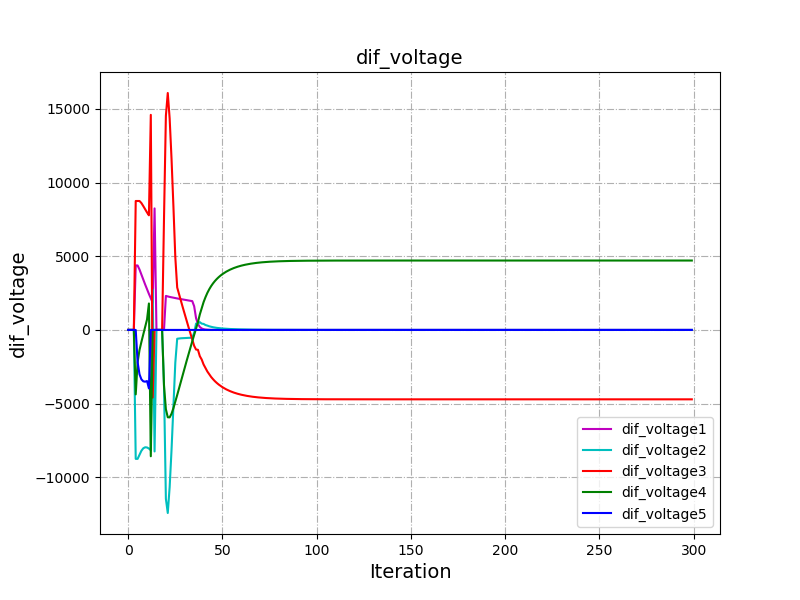 dif_voltage
dif_voltage
15000
10000
5000
0
−5000
−10000
0
50
100
150
200
250
300
Iteration
dif_voltage1
dif_voltage2
dif_voltage3
dif_voltage4
dif_voltage5